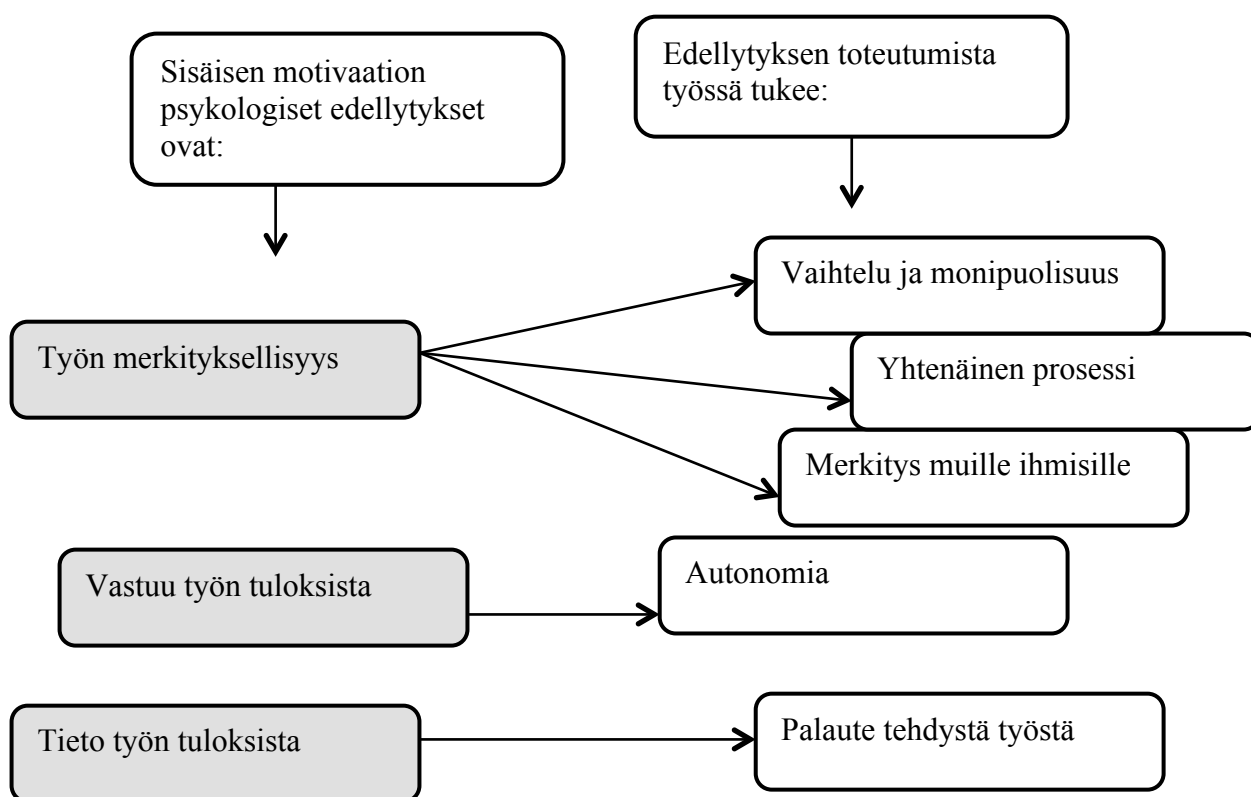 Sisäisen motivaation
psykologiset edellytykset
ovat:
Edellytyksen toteutumista
työssä tukee:
Työn merkityksellisyys
Vaihtelu ja monipuolisuus
Yhtenäinen prosessi
Merkitys muille ihmisille
Vastuu työn tuloksista
Autonomia
Tieto työn tuloksista
Palaute tehdystä työstä